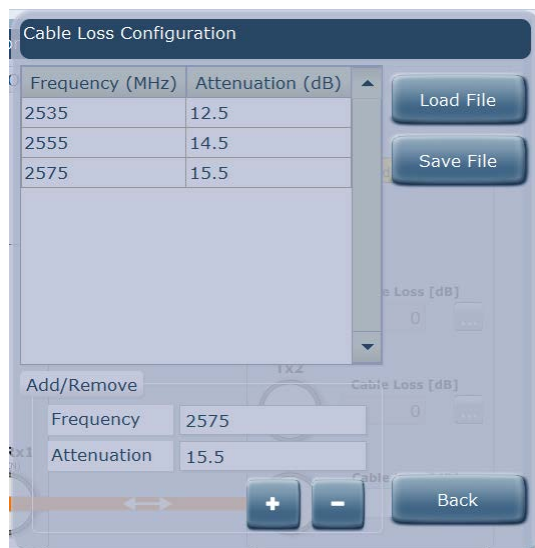 Cable Loss Configuration
Frequency (MHz) Attenuation (dB)
2535 12.5
2555 14.5
2575 15.5
Load File
Save File
e Loss [dB]
0 ...
Tx2
Cable Loss [dB]
0 ...
Add/Remove
Frequency 2575
Attenuation 15.5
x1
Cable
+ -
Back